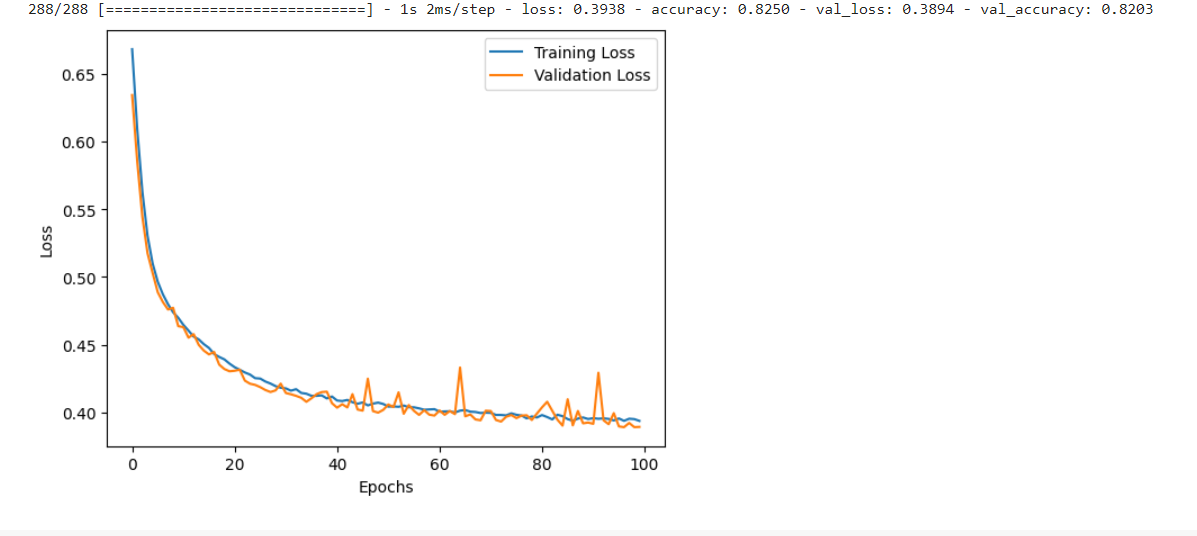 288/288 [==============================] - 1s 2ms/step - loss: 0.3938 - accuracy: 0.8250 - val_loss: 0.3894 - val_accuracy: 0.8203
Training Loss
Validation Loss
0.65
0.60
0.55
0.50
0.45
0.40
Loss
0 20 40 60 80 100
Epochs